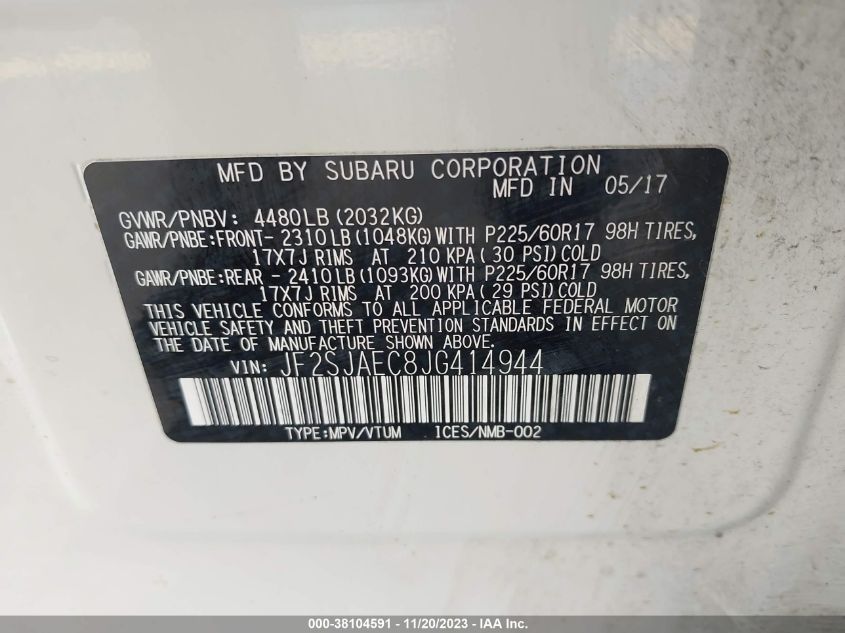 MFD BY SUBARU CORPORATION
MFD IN 05/17
GVWR/PNBV: 4480LB(2032KG)
GAWR/PNBE:FRONT- 2310LB(1048KG)WITH P225/60R17 98H TIRES,
17X7J RIMS AT 210 KPA( 30 PSI)COLD
GAWR/PNBE:REAR - 2410LB(1093KG)WITH P225/60R17 98H TIRES,
17X7J RIMS AT 200 KPA( 29 PSI)COLD
THIS VEHICLE CONFORMS TO ALL APPLICABLE FEDERAL MOTOR
VEHICLE SAFETY AND THEFT PREVENTION STANDARDS IN EFFECT ON
THE DATE OF MANUFACTURE SHOWN ABOVE.
VIN: JF2SJAEC8JG414944
TYPE:MPV/VTUM ICES/NMB-002
000-38104591 - 11/20/2023 - IAA Inc.